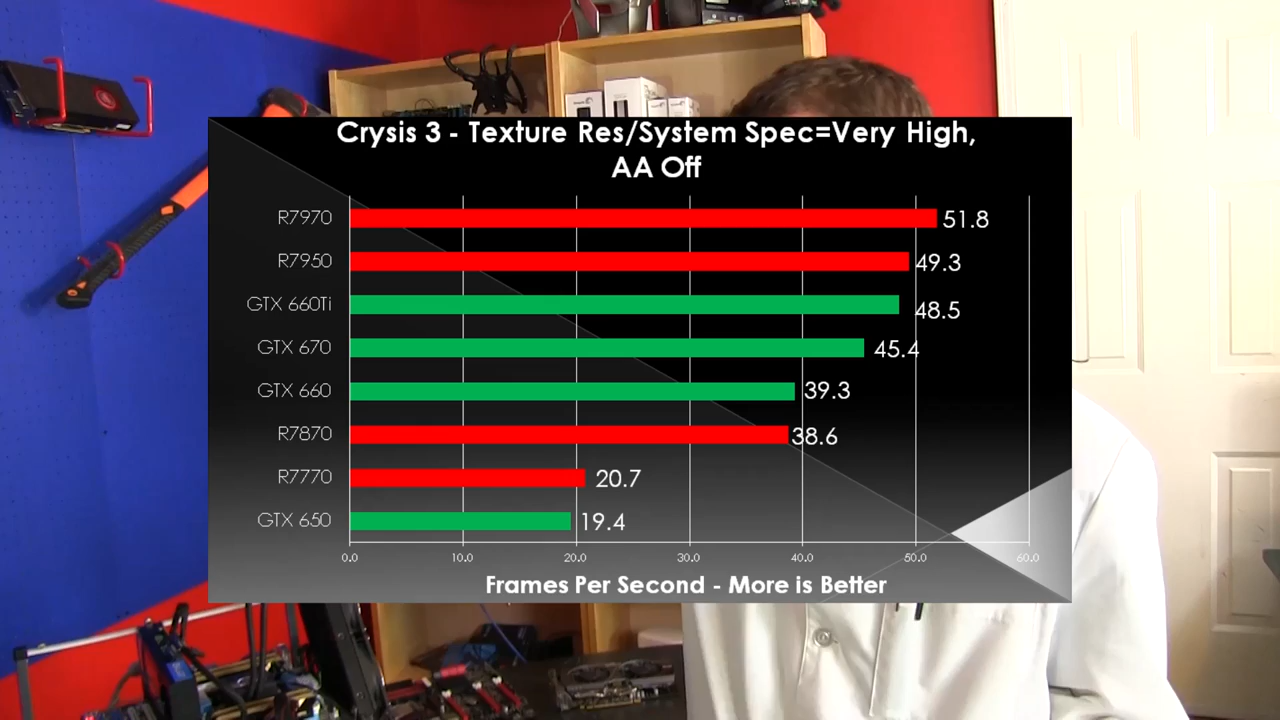 Crysis 3 - Texture Res/System Spec=Very High,
AA Off
R7970 51.8
R7950 49.3
GTX 660Ti 48.5
GTX 670 45.4
GTX 660 39.3
R7870 38.6
R7770 20.7
GTX 650 19.4
0.0 10.0 20.0 30.0 40.0 50.0 60.0
Frames Per Second - More is Better